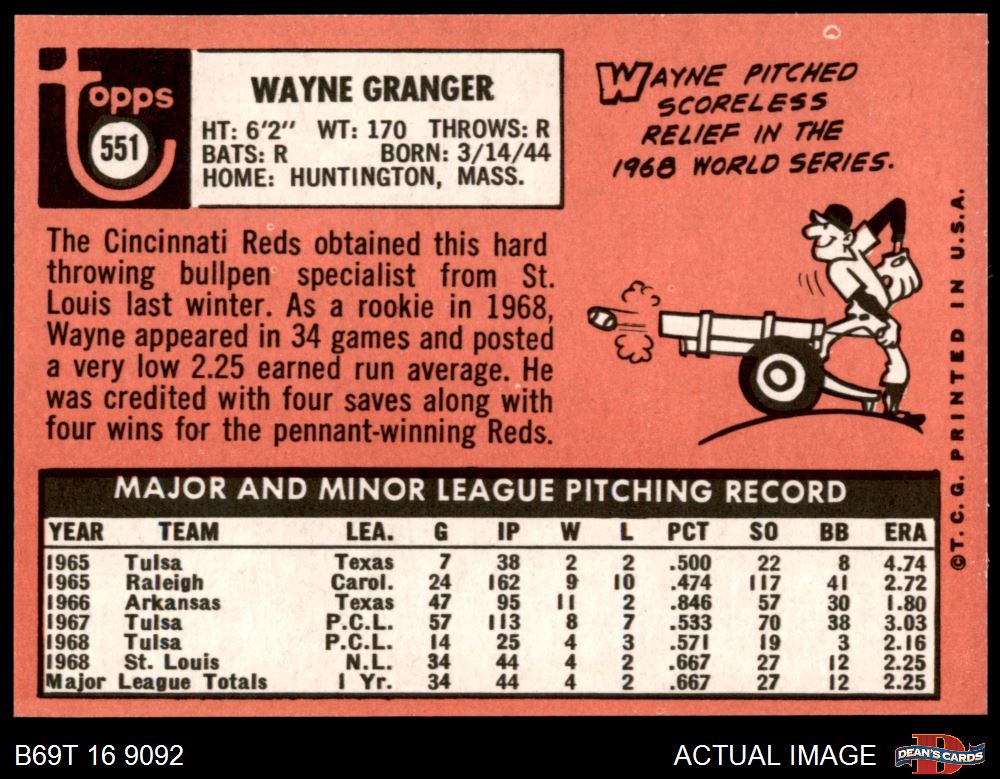 topps
551
WAYNE GRANGER
HT: 6'2" WT: 170 THROWS: R
BATS: R BORN: 3/14/44
HOME: HUNTINGTON, MASS.
WAYNE PITCHED
SCORELESS
RELIEF IN THE
1968 WORLD SERIES.
The Cincinnati Reds obtained this hard
throwing bullpen specialist from St.
Louis last winter. As a rookie in 1968,
Wayne appeared in 34 games and posted
a very low 2.25 earned run average. He
was credited with four saves along with
four wins for the pennant-winning Reds.
©T.C.G. PRINTED IN U.S.A.
MAJOR AND MINOR LEAGUE PITCHING RECORD
YEAR TEAM LEA. G IP W L PCT SO BB ERA
1965 Tulsa Texas 7 38 2 2 .500 22 8 4.74
1965 Raleigh Carol. 24 162 9 10 .474 117 41 2.72
1966 Arkansas Texas 47 95 11 2 .846 57 30 1.80
1967 Tulsa P.C.L. 57 113 8 7 .533 70 38 3.03
1968 Tulsa P.C.L. 14 25 4 3 .571 19 3 2.16
1968 St. Louis N.L. 34 44 4 2 .667 27 12 2.25
Major League Totals 1 Yr. 34 44 4 2 .667 27 12 2.25
B69T 16 9092
ACTUAL IMAGE
DEAN'S CARDS